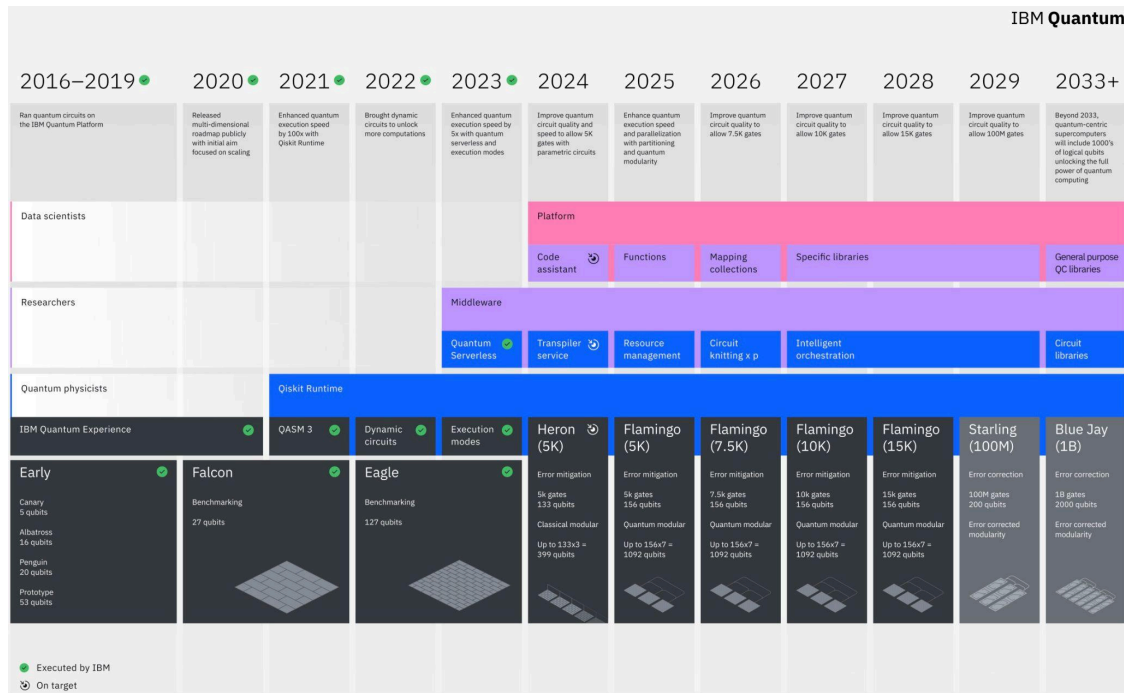 IBM Quantum
2016–2019
2020
2021
2022
2023
2024
2025
2026
2027
2028
2029
2033+
Ran quantum circuits on
the IBM Quantum Platform
Released
multi-dimensional
roadmap publicly
with initial aim
focused on scaling
Enhanced quantum
execution speed
by 100x with
Qiskit Runtime
Brought dynamic
circuits to unlock
more computations
Enhanced quantum
execution speed by
5x with quantum
serverless and
execution modes
Improve quantum
circuit quality and
speed to allow 5K
gates with
parametric circuits
Enhance quantum
execution speed
and parallelization
with partitioning
and quantum
modularity
Improve quantum
circuit quality to
allow 7.5K gates
Improve quantum
circuit quality to
allow 10K gates
Improve quantum
circuit quality to
allow 15K gates
Improve quantum
circuit quality to
allow 100M gates
Beyond 2033,
quantum-centric
supercomputers
will include 1000's
of logical qubits
unlocking the full
power of quantum
computing
Data scientists
Platform
Code
assistant
Functions
Mapping
collections
Specific libraries
General purpose
QC libraries
Researchers
Middleware
Quantum
Serverless
Transpiler
service
Resource
management
Circuit
knitting x p
Intelligent
orchestration
Circuit
libraries
Quantum physicists
Qiskit Runtime
IBM Quantum Experience
QASM 3
Dynamic
circuits
Execution
modes
Early
Canary
5 qubits
Albatross
16 qubits
Penguin
20 qubits
Prototype
53 qubits
Falcon
Benchmarking
27 qubits
Eagle
Benchmarking
127 qubits
Heron
(5K)
Error mitigation
5k gates
133 qubits
Classical modular
Up to 133x3 =
399 qubits
Flamingo
(5K)
Error mitigation
5k gates
156 qubits
Quantum modular
Up to 156x7 =
1092 qubits
Flamingo
(7.5K)
Error mitigation
7.5k gates
156 qubits
Quantum modular
Up to 156x7 =
1092 qubits
Flamingo
(10K)
Error mitigation
10k gates
156 qubits
Quantum modular
Up to 156x7 =
1092 qubits
Flamingo
(15K)
Error mitigation
15k gates
156 qubits
Quantum modular
Up to 156x7 =
1092 qubits
Starling
(100M)
Error correction
100M gates
200 qubits
Error corrected
modularity
Blue Jay
(1B)
Error correction
1B gates
2000 qubits
Error corrected
modularity
Executed by IBM
On target